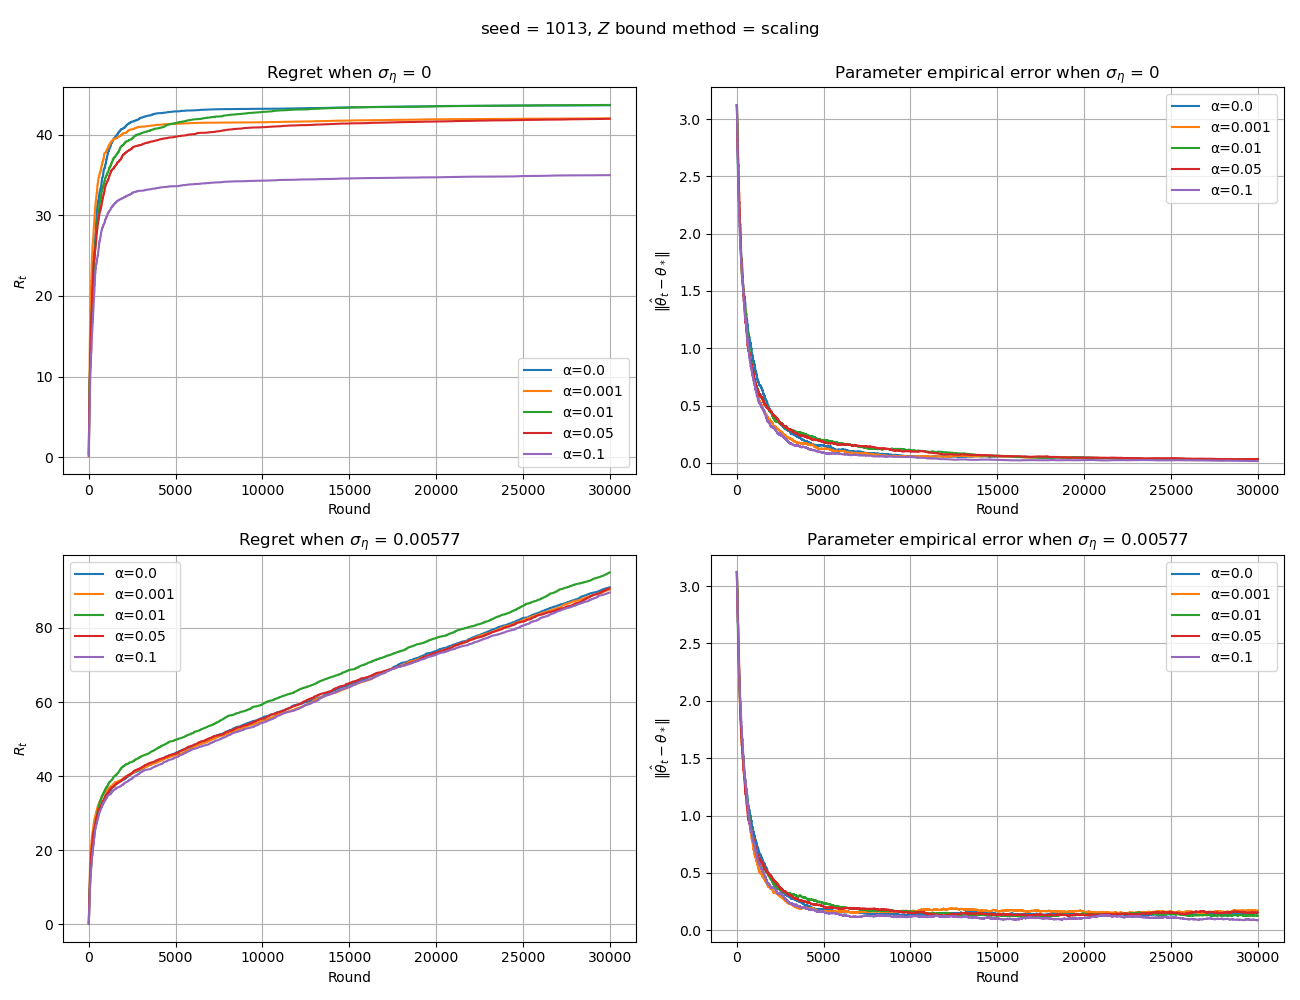 seed = 1013, Z bound method = scaling
Regret when σ_η = 0
40
30
20
10
0
R_t
0 5000 10000 15000 20000 25000 30000
Round
α=0.0
α=0.001
α=0.01
α=0.05
α=0.1
Parameter empirical error when σ_η = 0
3.0
2.5
2.0
1.5
1.0
0.5
0.0
‖θ̂_t − θ_*‖
0 5000 10000 15000 20000 25000 30000
Round
α=0.0
α=0.001
α=0.01
α=0.05
α=0.1
Regret when σ_η = 0.00577
80
60
40
20
0
R_t
0 5000 10000 15000 20000 25000 30000
Round
α=0.0
α=0.001
α=0.01
α=0.05
α=0.1
Parameter empirical error when σ_η = 0.00577
3.0
2.5
2.0
1.5
1.0
0.5
0.0
‖θ̂_t − θ_*‖
0 5000 10000 15000 20000 25000 30000
Round
α=0.0
α=0.001
α=0.01
α=0.05
α=0.1